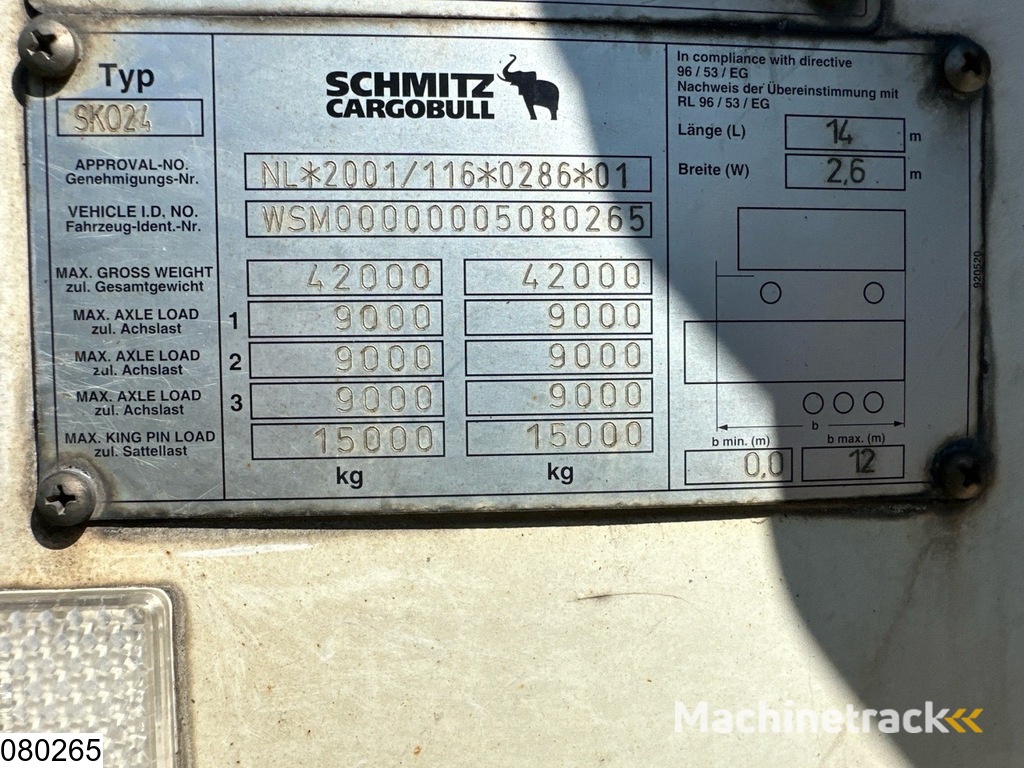 Typ
SKO24
SCHMITZ
CARGOBULL
In compliance with directive
96 / 53 / EG
Nachweis der Übereinstimmung mit
RL 96 / 53 / EG
Länge (L) 14 m
Breite (W) 2,6 m
APPROVAL-NO.
Genehmigungs-Nr.
NL*2001/116*0286*01
VEHICLE I.D. NO.
Fahrzeug-Ident.-Nr.
WSM00000005080265
MAX. GROSS WEIGHT
zul. Gesamtgewicht
42000 42000
MAX. AXLE LOAD
zul. Achslast
1 9000 9000
MAX. AXLE LOAD
zul. Achslast
2 9000 9000
MAX. AXLE LOAD
zul. Achslast
3 9000 9000
MAX. KING PIN LOAD
zul. Sattellast
15000 15000
kg kg
b
b min. (m) b max. (m)
0,0 12
920520
Machinetrack
080265